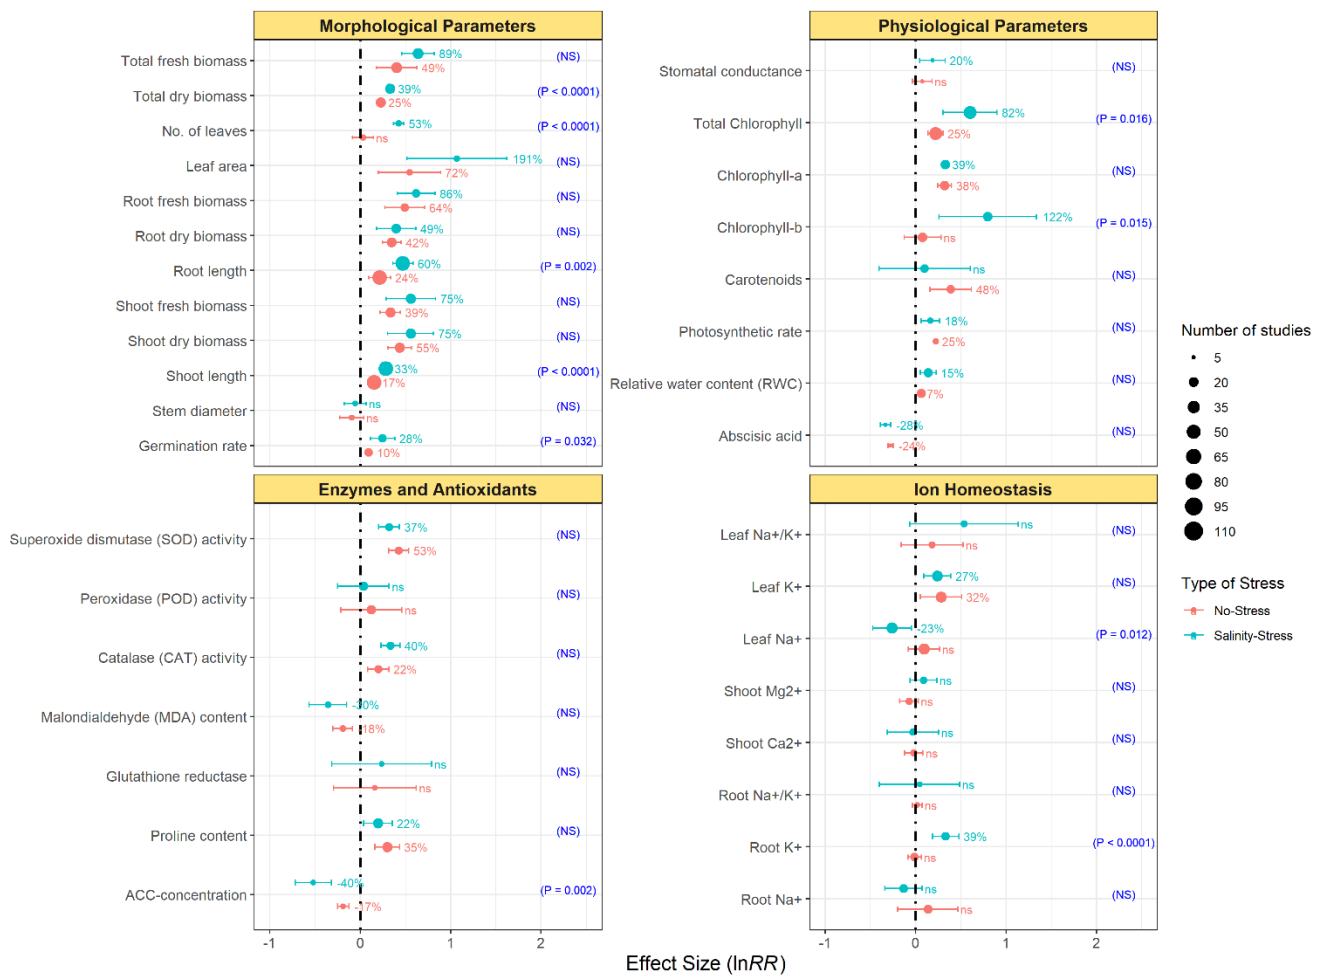 Morphological Parameters
Total fresh biomass
89%
49%
(NS)
Total dry biomass
39%
25%
(P < 0.0001)
No. of leaves
53%
ns
(P < 0.0001)
Leaf area
191%
72%
(NS)
Root fresh biomass
86%
64%
(NS)
Root dry biomass
49%
42%
(NS)
Root length
60%
24%
(P = 0.002)
Shoot fresh biomass
75%
39%
(NS)
Shoot dry biomass
75%
55%
(NS)
Shoot length
33%
17%
(P < 0.0001)
Stem diameter
ns
ns
(NS)
Germination rate
28%
10%
(P = 0.032)
Physiological Parameters
Stomatal conductance
20%
ns
(NS)
Total Chlorophyll
82%
25%
(P = 0.016)
Chlorophyll-a
39%
38%
(NS)
Chlorophyll-b
122%
ns
(P = 0.015)
Carotenoids
ns
48%
(NS)
Photosynthetic rate
18%
25%
(NS)
Relative water content (RWC)
15%
7%
(NS)
Abscisic acid
-28%
-24%
(NS)
Enzymes and Antioxidants
Superoxide dismutase (SOD) activity
37%
53%
(NS)
Peroxidase (POD) activity
ns
ns
(NS)
Catalase (CAT) activity
40%
22%
(NS)
Malondialdehyde (MDA) content
-30%
-18%
(NS)
Glutathione reductase
ns
ns
(NS)
Proline content
22%
35%
(NS)
ACC-concentration
-40%
-17%
(P = 0.002)
-1
0
1
2
Ion Homeostasis
Leaf Na+/K+
ns
ns
(NS)
Leaf K+
27%
32%
(NS)
Leaf Na+
-23%
ns
(P = 0.012)
Shoot Mg2+
ns
ns
(NS)
Shoot Ca2+
ns
ns
(NS)
Root Na+/K+
ns
ns
(NS)
Root K+
39%
ns
(P < 0.0001)
Root Na+
ns
ns
(NS)
-1
0
1
2
Effect Size (lnRR)
Number of studies
5
20
35
50
65
80
95
110
Type of Stress
No-Stress
Salinity-Stress